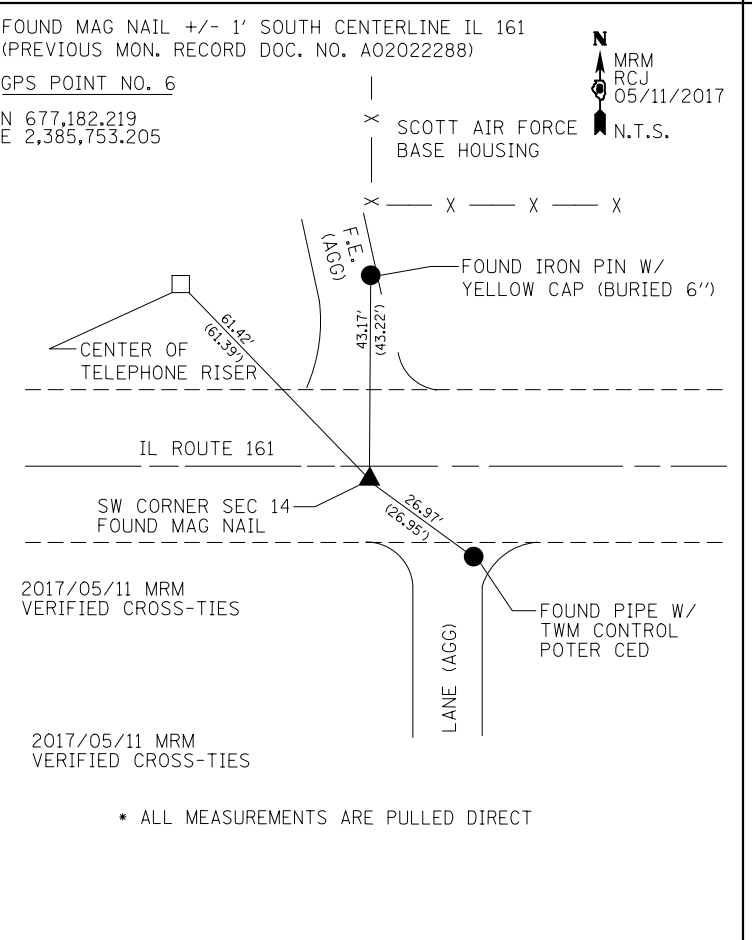 FOUND MAG NAIL +/- 1' SOUTH CENTERLINE IL 161
(PREVIOUS MON. RECORD DOC. NO. A02022288)
GPS POINT NO. 6
N 677,182.219
E 2,385,753.205
N
MRM
RCJ
05/11/2017
N.T.S.
X
SCOTT AIR FORCE
BASE HOUSING
X X X X
F.E.
(AGG)
FOUND IRON PIN W/
YELLOW CAP (BURIED 6'')
61.42'
(61.39')
43.17'
(43.22')
CENTER OF
TELEPHONE RISER
IL ROUTE 161
SW CORNER SEC 14
FOUND MAG NAIL
26.97'
(26.95')
2017/05/11 MRM
VERIFIED CROSS-TIES
FOUND PIPE W/
TWM CONTROL
POTER CED
LANE (AGG)
2017/05/11 MRM
VERIFIED CROSS-TIES
* ALL MEASUREMENTS ARE PULLED DIRECT